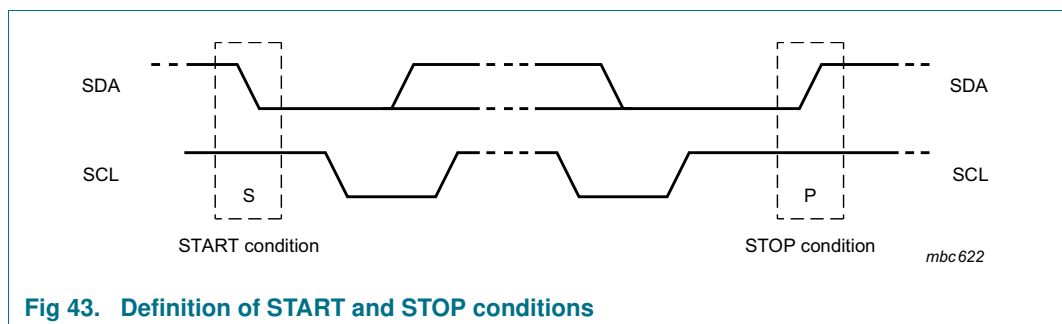 SDA
SDA
SCL
SCL
S
P
START condition
STOP condition
mbc622
Fig 43. Definition of START and STOP conditions